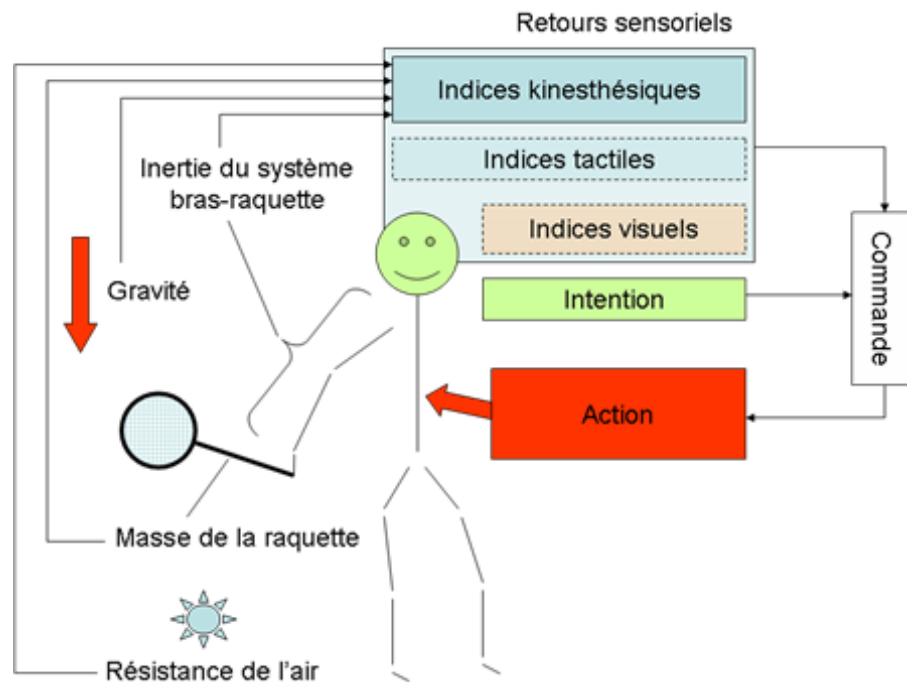 Retours sensoriels
Indices kinesthésiques
Indices tactiles
Indices visuels
Inertie du système
bras-raquette
Gravité
Intention
Commande
Action
Masse de la raquette
Résistance de l'air